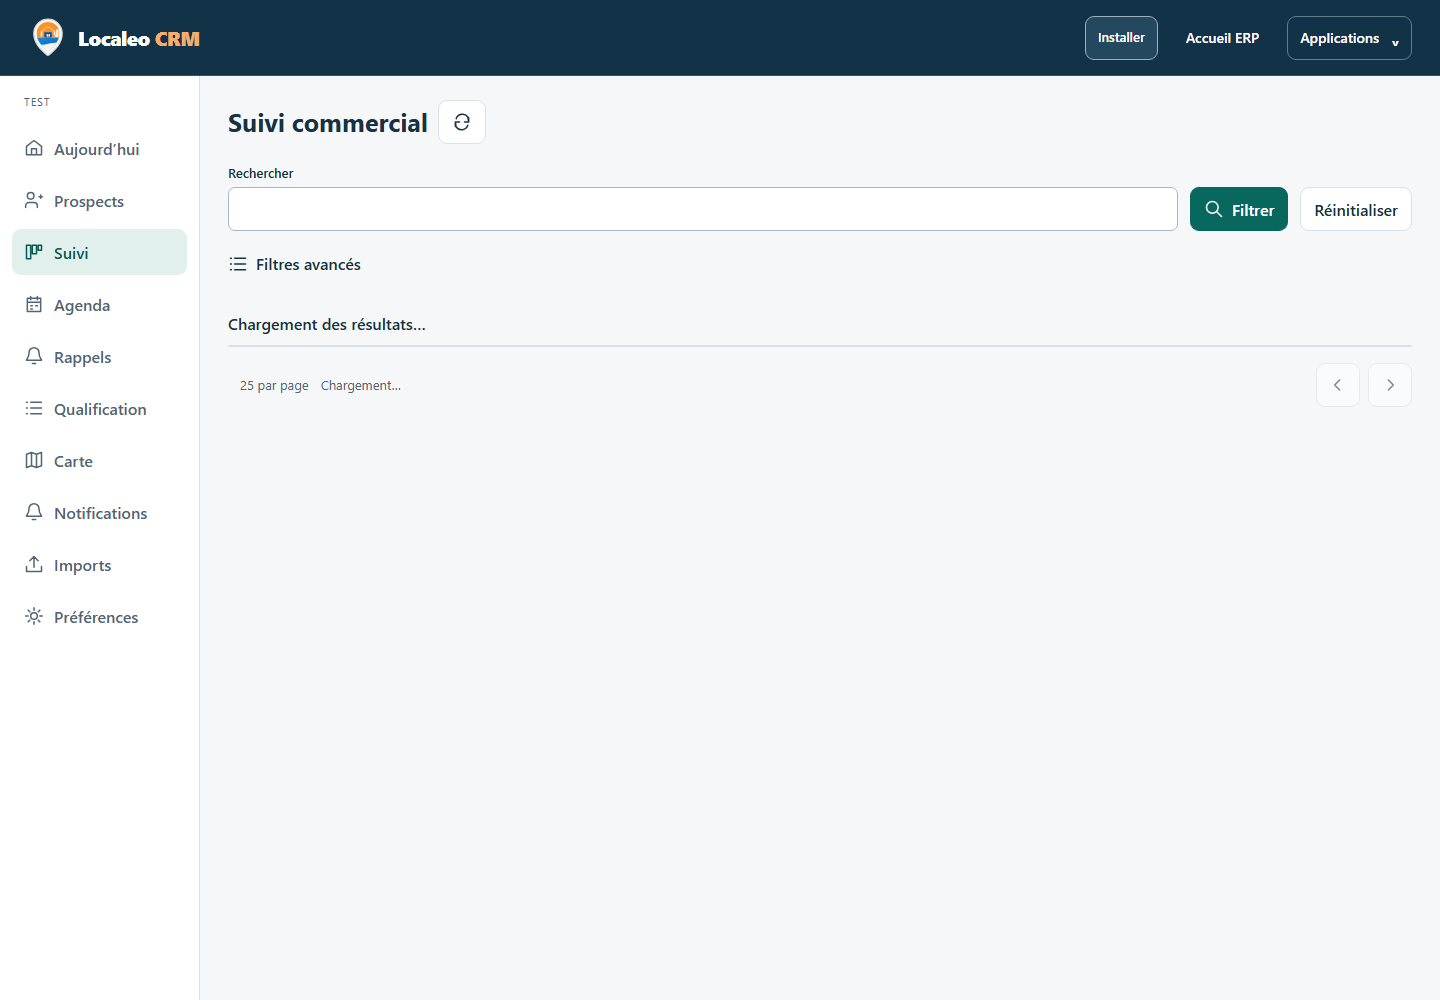 Localeo CRM
Installer
Accueil ERP
Applications
TEST
Aujourd'hui
Prospects
Suivi
Agenda
Rappels
Qualification
Carte
Notifications
Imports
Préférences
Suivi commercial
Rechercher
Filtrer
Réinitialiser
Filtres avancés
Chargement des résultats...
25 par page Chargement...